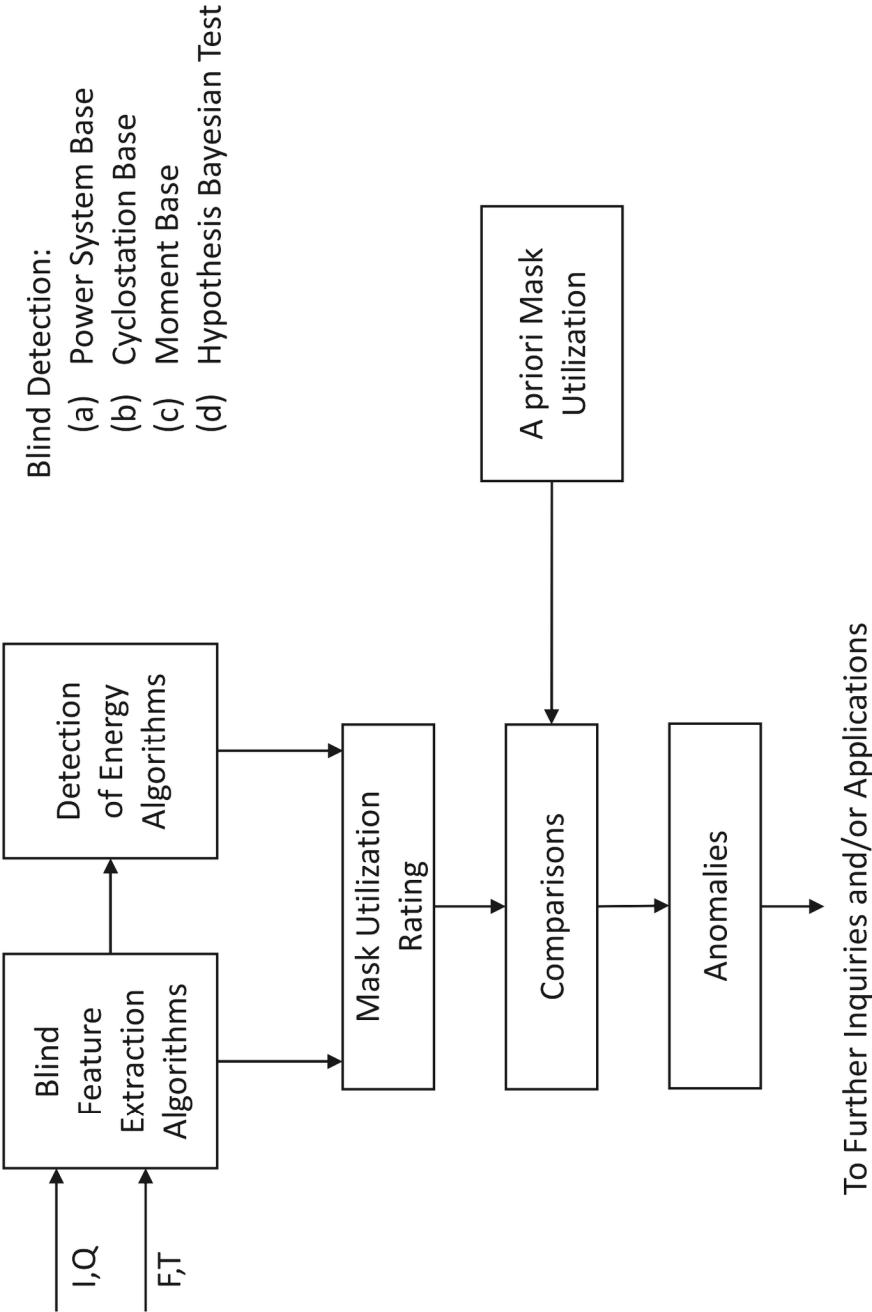 Blind Detection:
(a) Power System Base
(b) Cyclostation Base
(c) Moment Base
(d) Hypothesis Bayesian Test
I,Q
F,T
Blind
Feature
Extraction
Algorithms
Detection
of Energy
Algorithms
Mask Utilization
Rating
Comparisons
A priori Mask
Utilization
Anomalies
To Further Inquiries and/or Applications